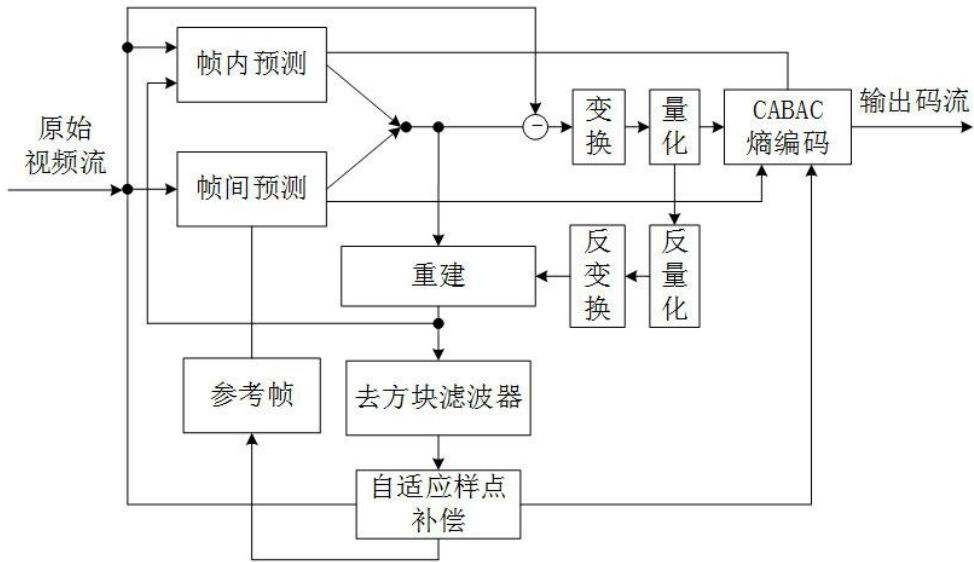 帧内预测
原始
视频流
帧间预测
变
换
量
化
CABAC
熵编码
输出码流
重建
反
变
换
反
量
化
参考帧
去方块滤波器
自适应样点
补偿